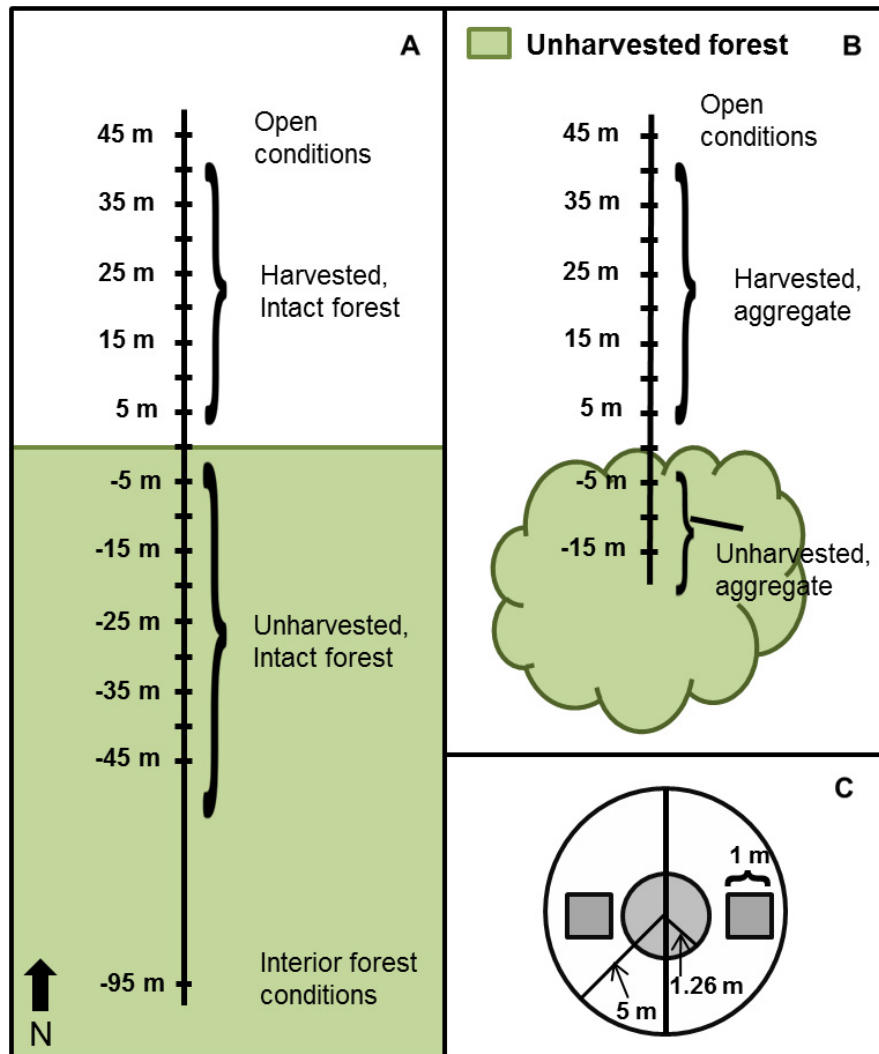 A
45 m
Open
conditions
35 m
25 m
Harvested,
Intact forest
15 m
5 m
-5 m
-15 m
-25 m
Unharvested,
Intact forest
-35 m
-45 m
-95 m
Interior forest
conditions
N
Unharvested forest
B
45 m
Open
conditions
35 m
25 m
Harvested,
aggregate
15 m
5 m
-5 m
-15 m
Unharvested,
aggregate
C
1 m
1.26 m
5 m